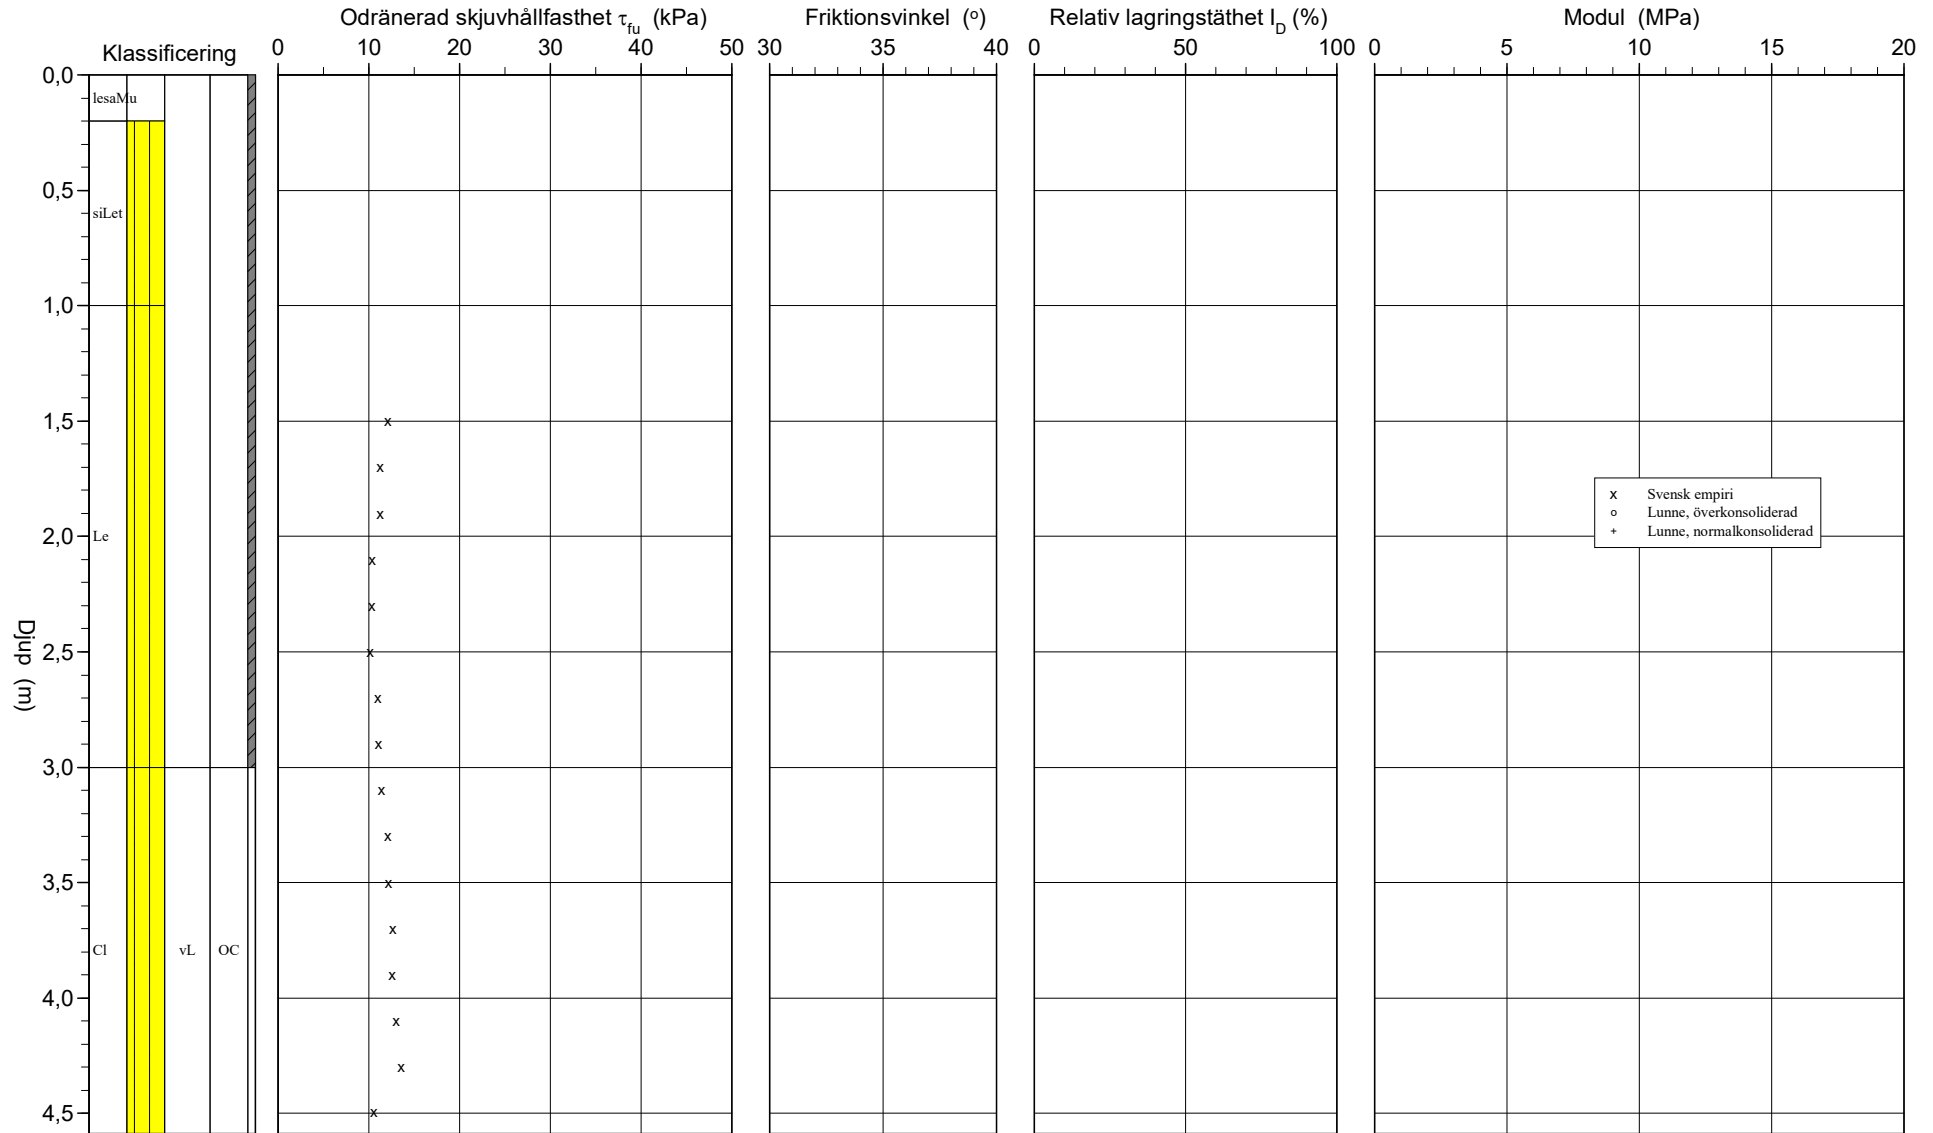 Odränerad skjuvhållfasthet τfu (kPa)
Friktionsvinkel (o)
Relativ lagringstäthet ID (%)
Modul (MPa)
Klassificering
0 10 20 30 40 50
30 35 40
0 50 100
0 5 10 15 20
0,0
lesaMu
0,5
siLet
1,0
1,5
x Svensk empiri
o Lunne, överkonsoliderad
+ Lunne, normalkonsoliderad
2,0
Le
Djup (m)
2,5
3,0
3,5
Cl vL OC
4,0
4,5